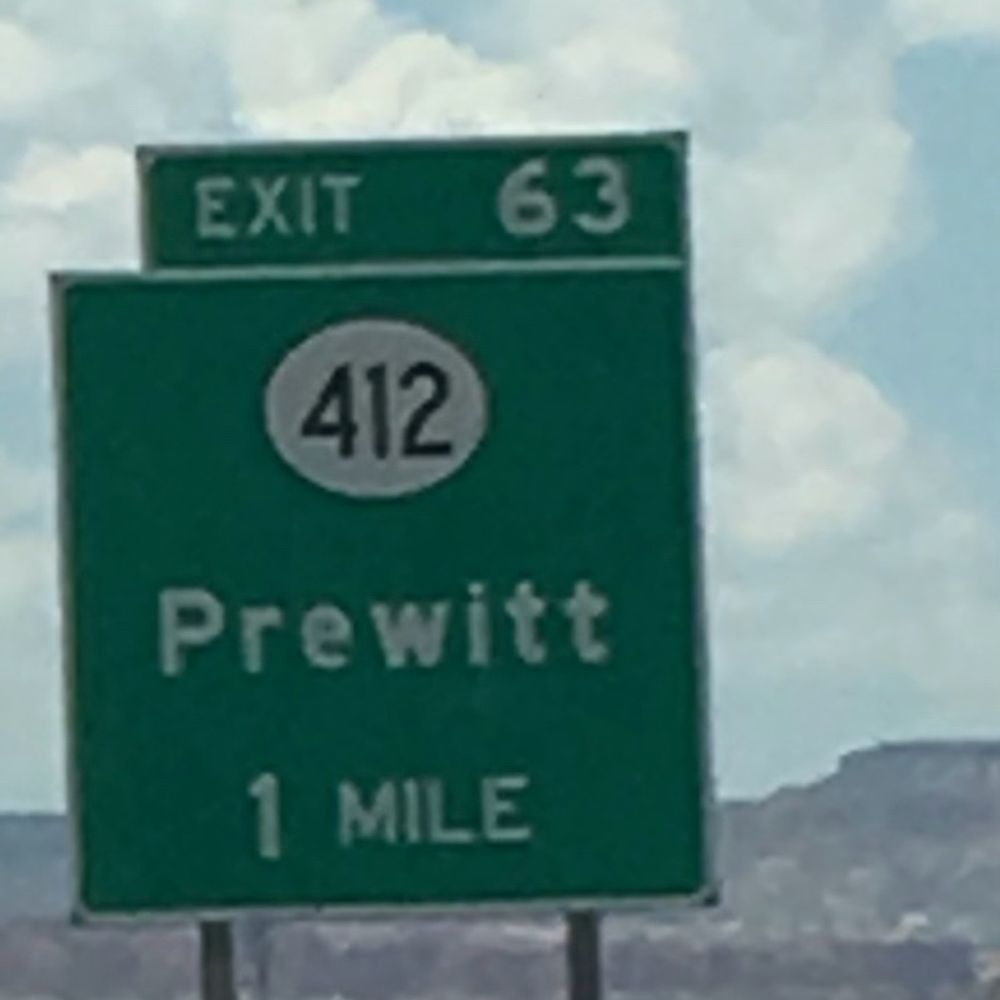 EXIT 63
412
Prewitt
1 MILE